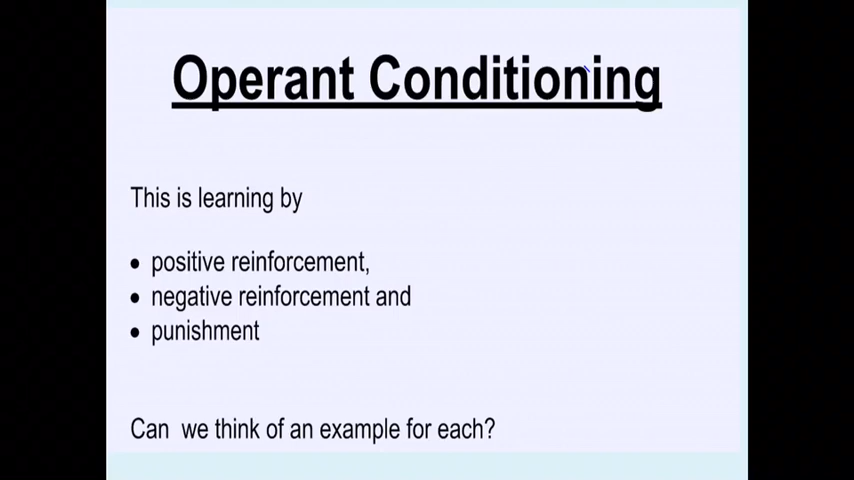 Operant Conditioning
This is learning by
• positive reinforcement,
• negative reinforcement and
• punishment
Can we think of an example for each?